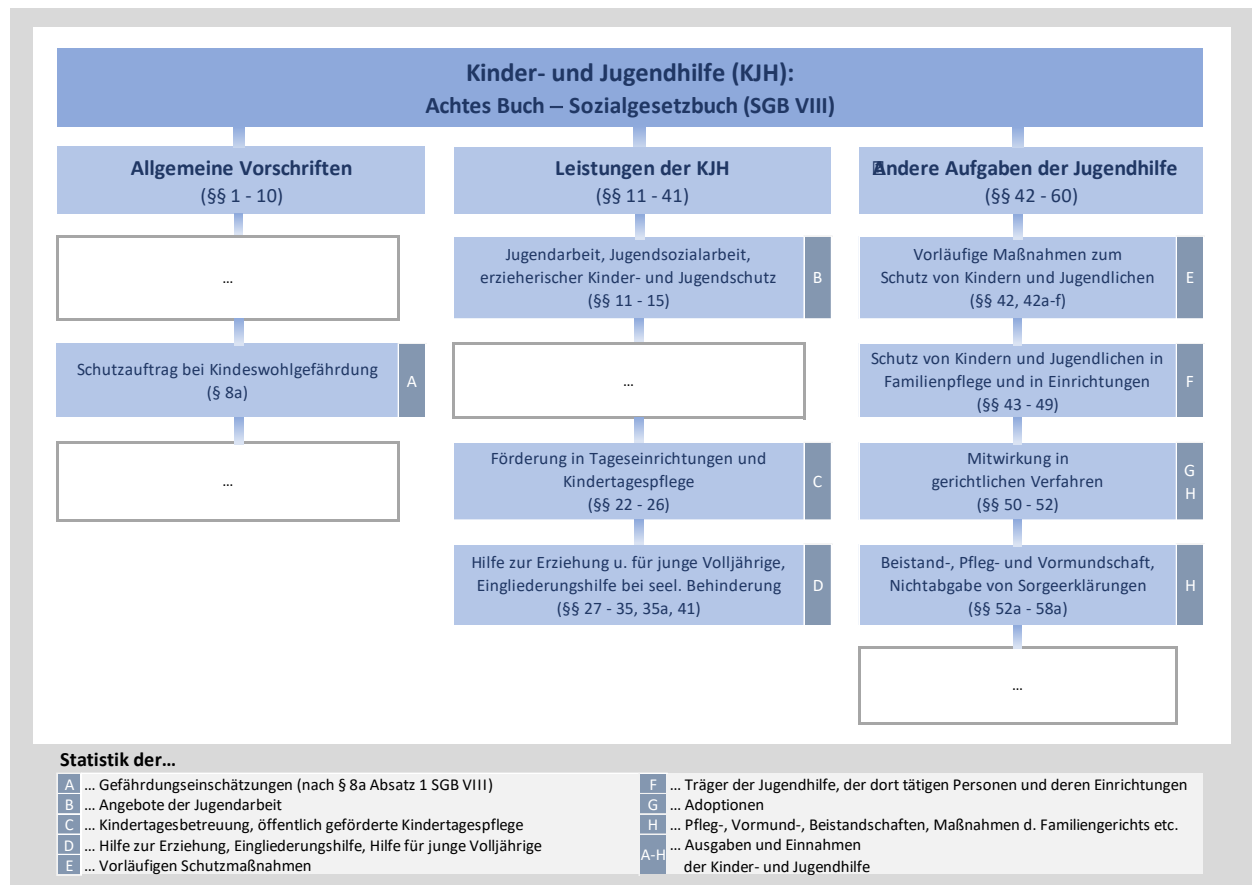 Kinder- und Jugendhilfe (KJH):
Achtes Buch – Sozialgesetzbuch (SGB VIII)
Allgemeine Vorschriften
(§§ 1 - 10)
…
Schutzauftrag bei Kindeswohlgefährdung
(§ 8a)
A
…
Leistungen der KJH
(§§ 11 - 41)
Jugendarbeit, Jugendsozialarbeit,
erzieherischer Kinder- und Jugendschutz
(§§ 11 - 15)
B
…
Förderung in Tageseinrichtungen und
Kindertagespflege
(§§ 22 - 26)
C
Hilfe zur Erziehung u. für junge Volljährige,
Eingliederungshilfe bei seel. Behinderung
(§§ 27 - 35, 35a, 41)
D
Andere Aufgaben der Jugendhilfe
(§§ 42 - 60)
Vorläufige Maßnahmen zum
Schutz von Kindern und Jugendlichen
(§§ 42, 42a-f)
E
Schutz von Kindern und Jugendlichen in
Familienpflege und in Einrichtungen
(§§ 43 - 49)
F
Mitwirkung in
gerichtlichen Verfahren
(§§ 50 - 52)
G
H
Beistand-, Pfleg- und Vormundschaft,
Nichtabgabe von Sorgeerklärungen
(§§ 52a - 58a)
H
…
Statistik der...
A ... Gefährdungseinschätzungen (nach § 8a Absatz 1 SGB VIII)
B ... Angebote der Jugendarbeit
C ... Kindertagesbetreuung, öffentlich geförderte Kindertagespflege
D ... Hilfe zur Erziehung, Eingliederungshilfe, Hilfe für junge Volljährige
E ... Vorläufigen Schutzmaßnahmen
F ... Träger der Jugendhilfe, der dort tätigen Personen und deren Einrichtungen
G ... Adoptionen
H ... Pfleg-, Vormund-, Beistandschaften, Maßnahmen d. Familiengerichts etc.
A-H ... Ausgaben und Einnahmen
der Kinder- und Jugendhilfe